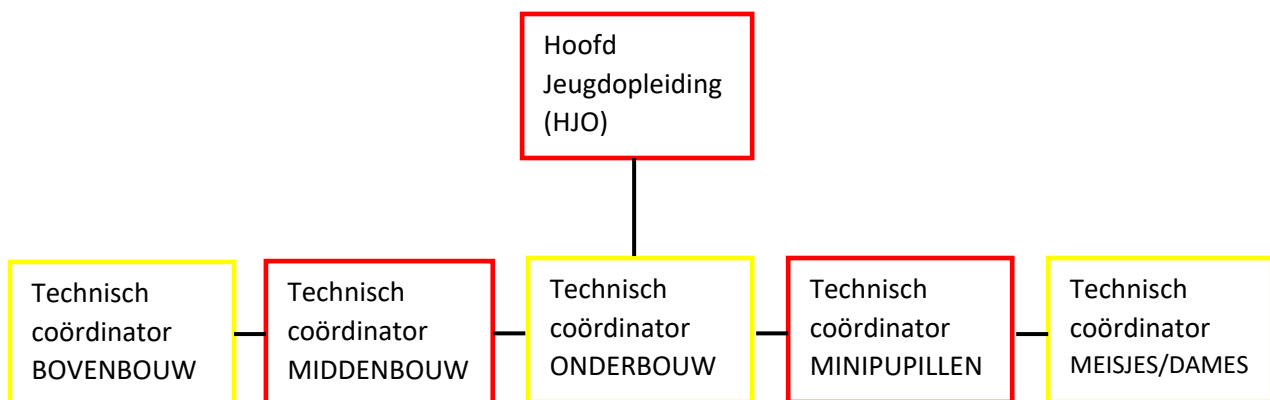 Hoofd
Jeugdopleiding
(HJO)
Technisch
coördinator
BOVENBOUW
Technisch
coördinator
MIDDENBOUW
Technisch
coördinator
ONDERBOUW
Technisch
coördinator
MINIPUPILLEN
Technisch
coördinator
MEISJES/DAMES